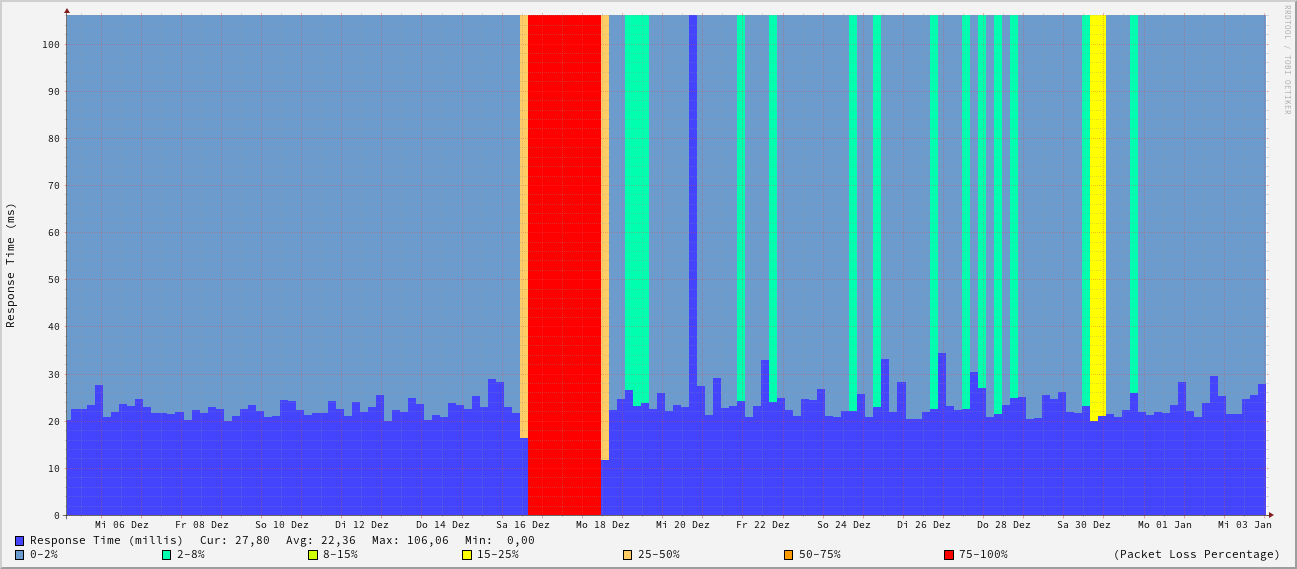 RRDTOOL / TOBI OETIKER
Response Time (ms)
100
90
80
70
60
50
40
30
20
10
0
Mi 06 Dez Fr 08 Dez So 10 Dez Di 12 Dez Do 14 Dez Sa 16 Dez Mo 18 Dez Mi 20 Dez Fr 22 Dez So 24 Dez Di 26 Dez Do 28 Dez Sa 30 Dez Mo 01 Jan Mi 03 Jan
Response Time (millis) Cur: 27,80 Avg: 22,36 Max: 106,06 Min: 0,00
0-2% 2-8% 8-15% 15-25% 25-50% 50-75% 75-100% (Packet Loss Percentage)